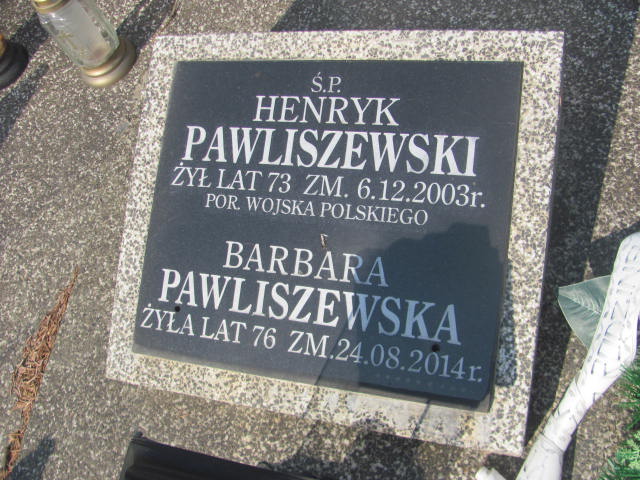 Ś.P.
HENRYK
PAWLISZEWSKI
ŻYŁ LAT 73 ZM. 6.12.2003r.
POR. WOJSKA POLSKIEGO
BARBARA
PAWLISZEWSKA
ŻYŁA LAT 76 ZM.24.08.2014r.